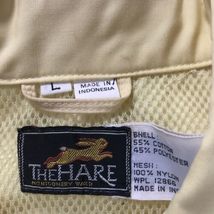 L
MADE IN
INDONESIA
THE HARE
MONTGOMERY WARD
SHELL:
55% COTTON
45% POLYESTER
MESH:
100% NYLON
WPL 12866
MADE IN